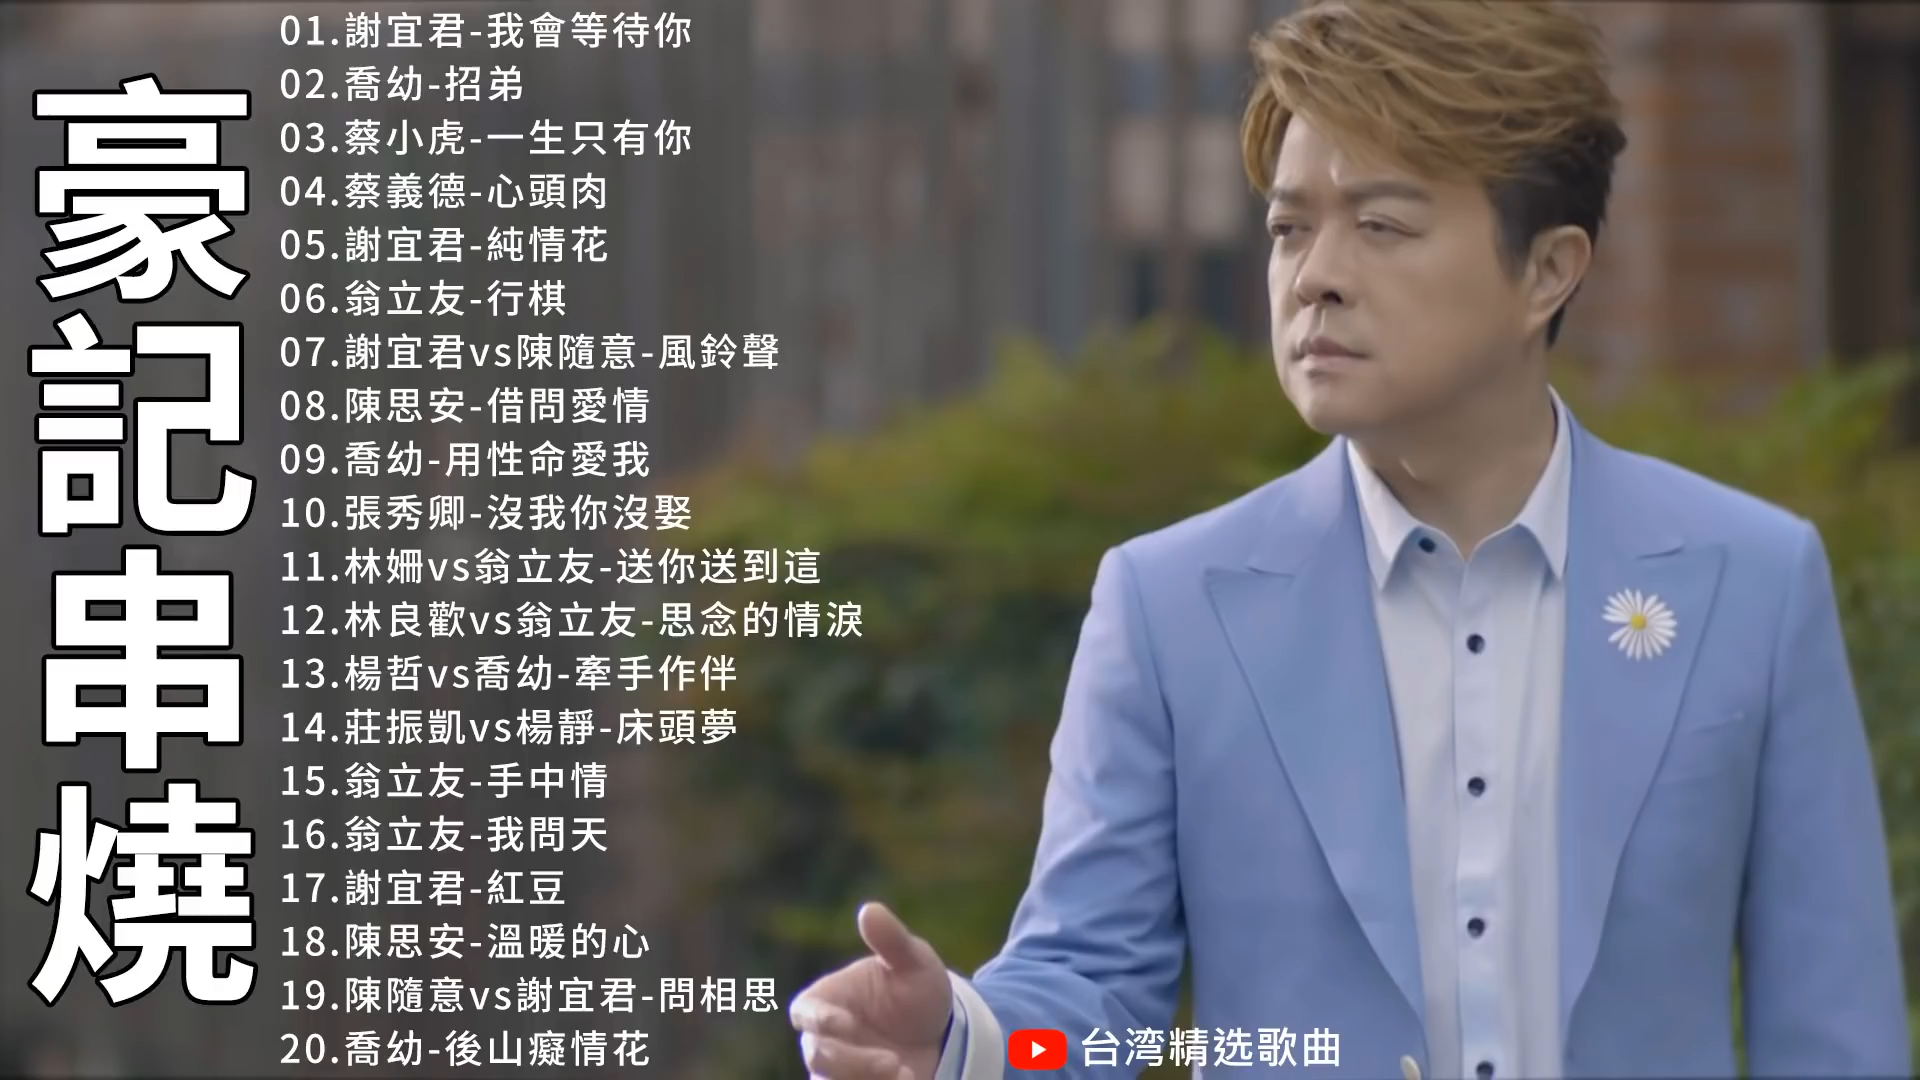 豪記串燒
01.謝宜君-我會等待你
02.喬幼-招弟
03.蔡小虎-一生只有你
04.蔡義德-心頭肉
05.謝宜君-純情花
06.翁立友-行棋
07.謝宜君vs陳隨意-風鈴聲
08.陳思安-借問愛情
09.喬幼-用性命愛我
10.張秀卿-沒我你沒娶
11.林姍vs翁立友-送你送到這
12.林良歡vs翁立友-思念的情淚
13.楊哲vs喬幼-牽手作伴
14.莊振凱vs楊靜-床頭夢
15.翁立友-手中情
16.翁立友-我問天
17.謝宜君-紅豆
18.陳思安-溫暖的心
19.陳隨意vs謝宜君-問相思
20.喬幼-後山癡情花
台湾精选歌曲